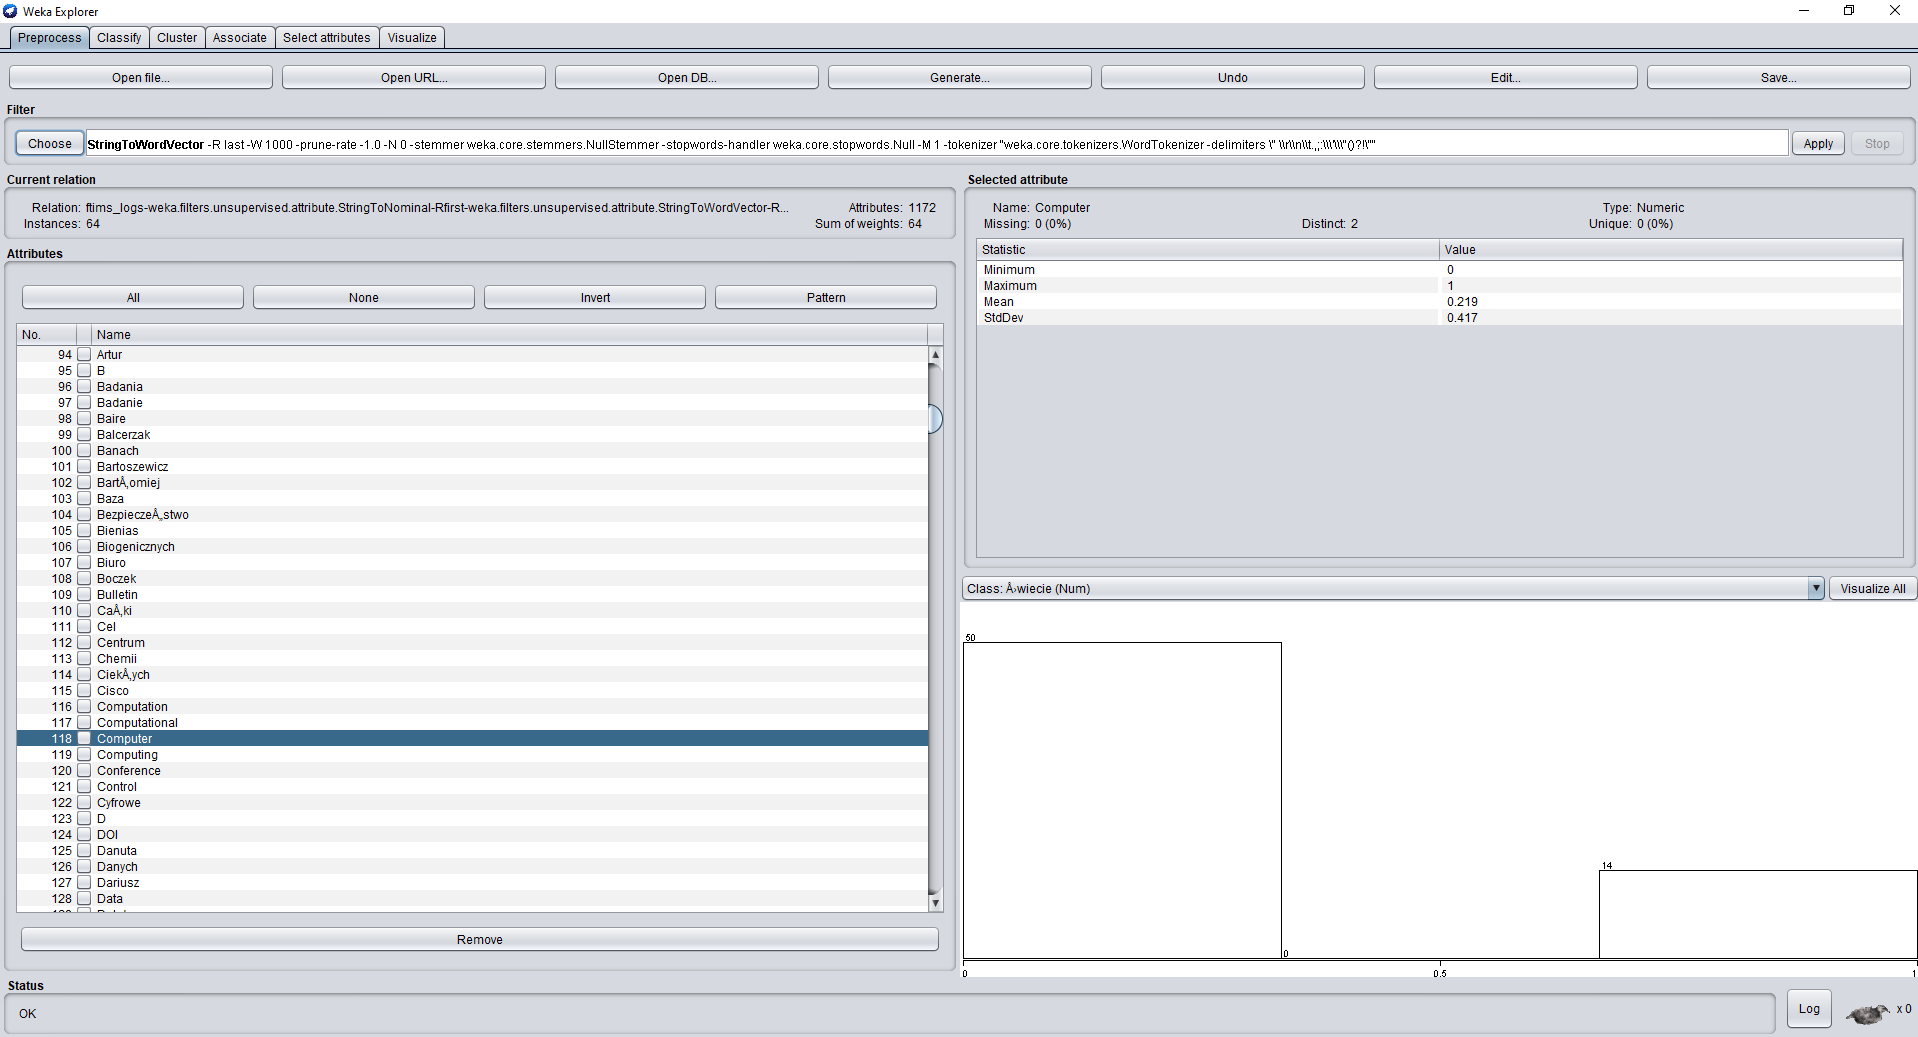 Weka Explorer
Preprocess Classify Cluster Associate Select attributes Visualize
Open file... Open URL... Open DB... Generate... Undo Edit... Save...
Filter
Choose StringToWordVector -R last -W 1000 -prune-rate -1.0 -N 0 -stemmer weka.core.stemmers.NullStemmer -stopwords-handler weka.core.stopwords.Null -M 1 -tokenizer "weka.core.tokenizers.WordTokenizer -delimiters \" \\r\\n\\t.,;:\\\'\\\"()?!\"" Apply Stop
Current relation
Relation: ftims_logs-weka.filters.unsupervised.attribute.StringToNominal-Rfirst-weka.filters.unsupervised.attribute.StringToWordVector-R... Attributes: 1172
Instances: 64 Sum of weights: 64
Attributes
All None Invert Pattern
No. Name
94 Artur
95 B
96 Badania
97 Badanie
98 Baire
99 Balcerzak
100 Banach
101 Bartoszewicz
102 BartÅ‚omiej
103 Baza
104 BezpieczeÅ„stwo
105 Bienias
106 Biogenicznych
107 Biuro
108 Boczek
109 Bulletin
110 CaÅ‚ki
111 Cel
112 Centrum
113 Chemii
114 CiekÅ‚ych
115 Cisco
116 Computation
117 Computational
118 Computer
119 Computing
120 Conference
121 Control
122 Cyfrowe
123 D
124 DOI
125 Danuta
126 Danych
127 Dariusz
128 Data
Remove
Selected attribute
Name: Computer Type: Numeric
Missing: 0 (0%) Distinct: 2 Unique: 0 (0%)
Statistic Value
Minimum 0
Maximum 1
Mean 0.219
StdDev 0.417
Class: Å›wiecie (Num) Visualize All
50
14
0
0 0.5 1
Status
OK
Log x 0